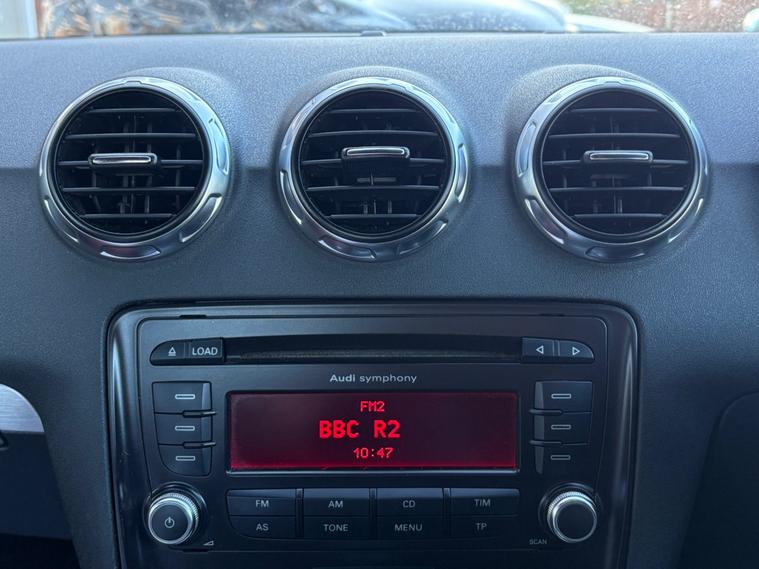 LOAD
Audi symphony
FM2
BBC R2
10:47
FM AM CD TIM
AS TONE MENU TP
SCAN